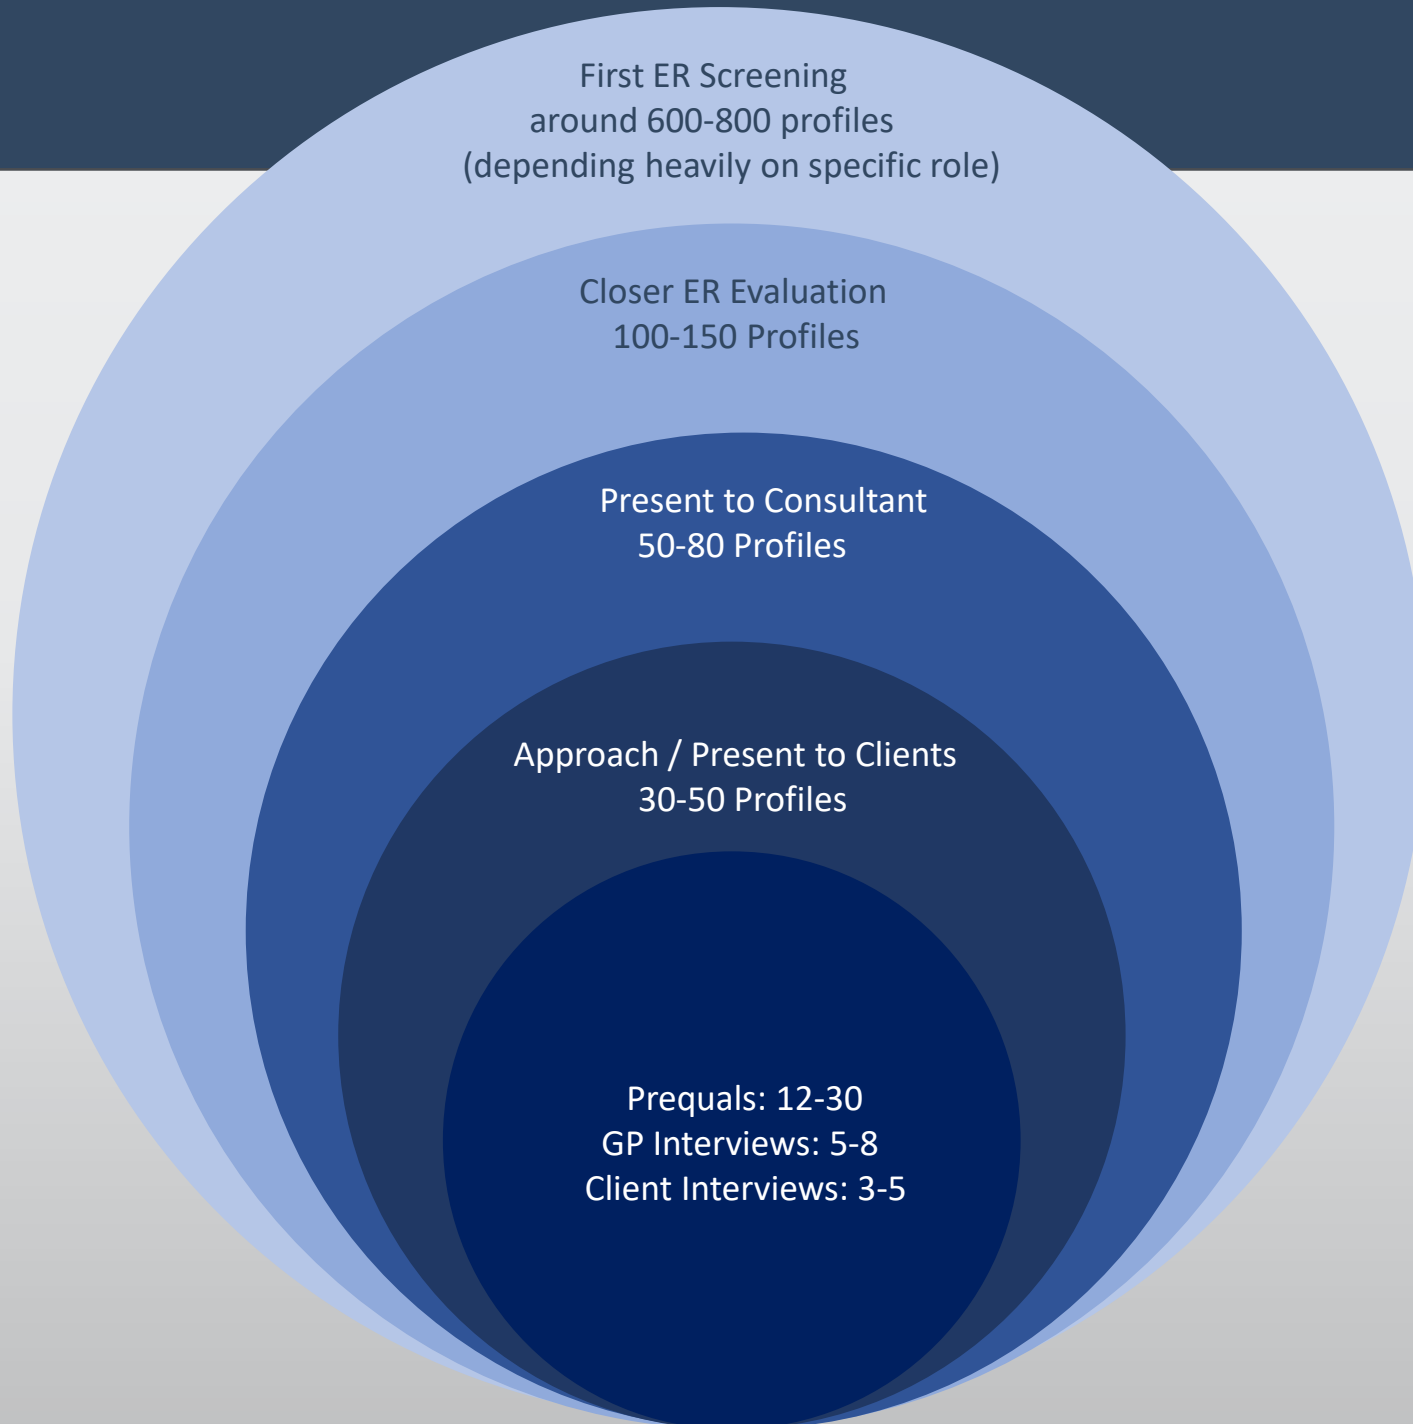 First ER Screening
around 600-800 profiles
(depending heavily on specific role)
Closer ER Evaluation
100-150 Profiles
Present to Consultant
50-80 Profiles
Approach / Present to Clients
30-50 Profiles
Prequals: 12-30
GP Interviews: 5-8
Client Interviews: 3-5